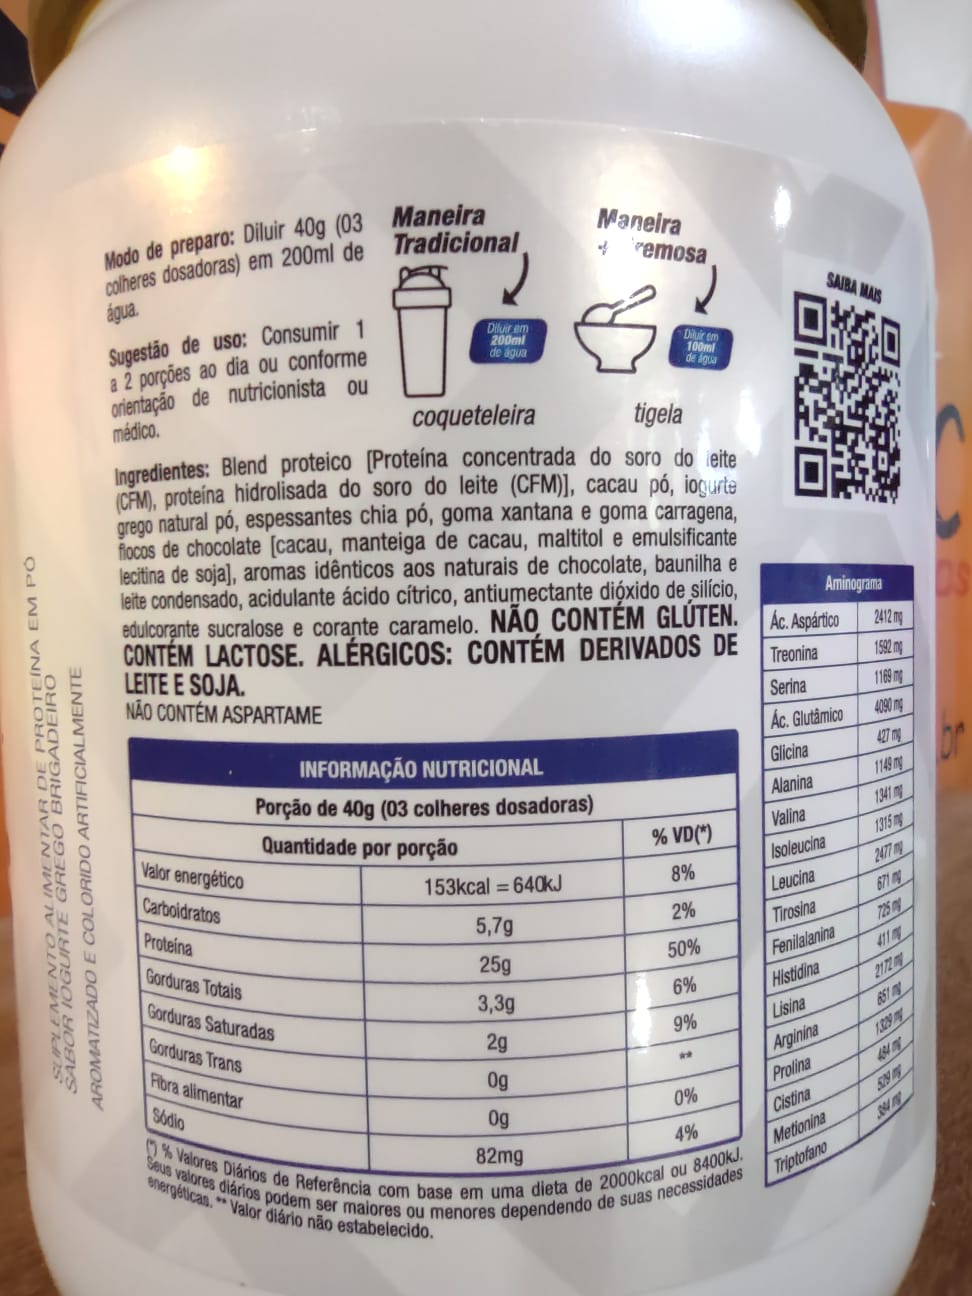 Modo de preparo: Diluir 40g (03
colheres dosadoras) em 200ml de
água.
Sugestão de uso: Consumir 1
a 2 porções ao dia ou conforme
orientação de nutricionista ou
médico.
Maneira
Tradicional
Diluir em
200ml
de água
coqueteleira
Maneira
+ remosa
Diluir em
100ml
de água
tigela
SAIBA MAIS
Ingredientes: Blend proteico [Proteína concentrada do soro do leite
(CFM), proteína hidrolisada do soro do leite (CFM)], cacau pó, iogurte
grego natural pó, espessantes chia pó, goma xantana e goma carragena,
flocos de chocolate [cacau, manteiga de cacau, maltitol e emulsificante
lecitina de soja], aromas idênticos aos naturais de chocolate, baunilha e
leite condensado, acidulante ácido cítrico, antiumectante dióxido de silício,
edulcorante sucralose e corante caramelo. NÃO CONTÉM GLÚTEN.
CONTÉM LACTOSE. ALÉRGICOS: CONTÉM DERIVADOS DE
LEITE E SOJA.
NÃO CONTÉM ASPARTAME
INFORMAÇÃO NUTRICIONAL
Porção de 40g (03 colheres dosadoras)
Quantidade por porção % VD(*)
Valor energético 153kcal = 640kJ 8%
Carboidratos 5,7g 2%
Proteína 25g 50%
Gorduras Totais 3,3g 6%
Gorduras Saturadas 2g 9%
Gorduras Trans 0g **
Fibra alimentar 0g 0%
Sódio 82mg 4%
(*) % Valores Diários de Referência com base em uma dieta de 2000kcal ou 8400kJ.
Seus valores diários podem ser maiores ou menores dependendo de suas necessidades
energéticas. ** Valor diário não estabelecido.
Aminograma
Ác. Aspártico 2412 mg
Treonina 1592 mg
Serina 1169 mg
Ác. Glutâmico 4090 mg
Glicina 427 mg
Alanina 1149 mg
Valina 1341 mg
Isoleucina 1315 mg
Leucina 2477 mg
Tirosina 671 mg
Fenilalanina 725 mg
Histidina 411 mg
Lisina 2172 mg
Arginina 651 mg
Prolina 1329 mg
Cistina 484 mg
Metionina 529 mg
Triptofano 384 mg
SUPLEMENTO ALIMENTAR DE PROTEÍNA EM PÓ
SABOR IOGURTE GREGO BRIGADEIRO
AROMATIZADO E COLORIDO ARTIFICIALMENTE